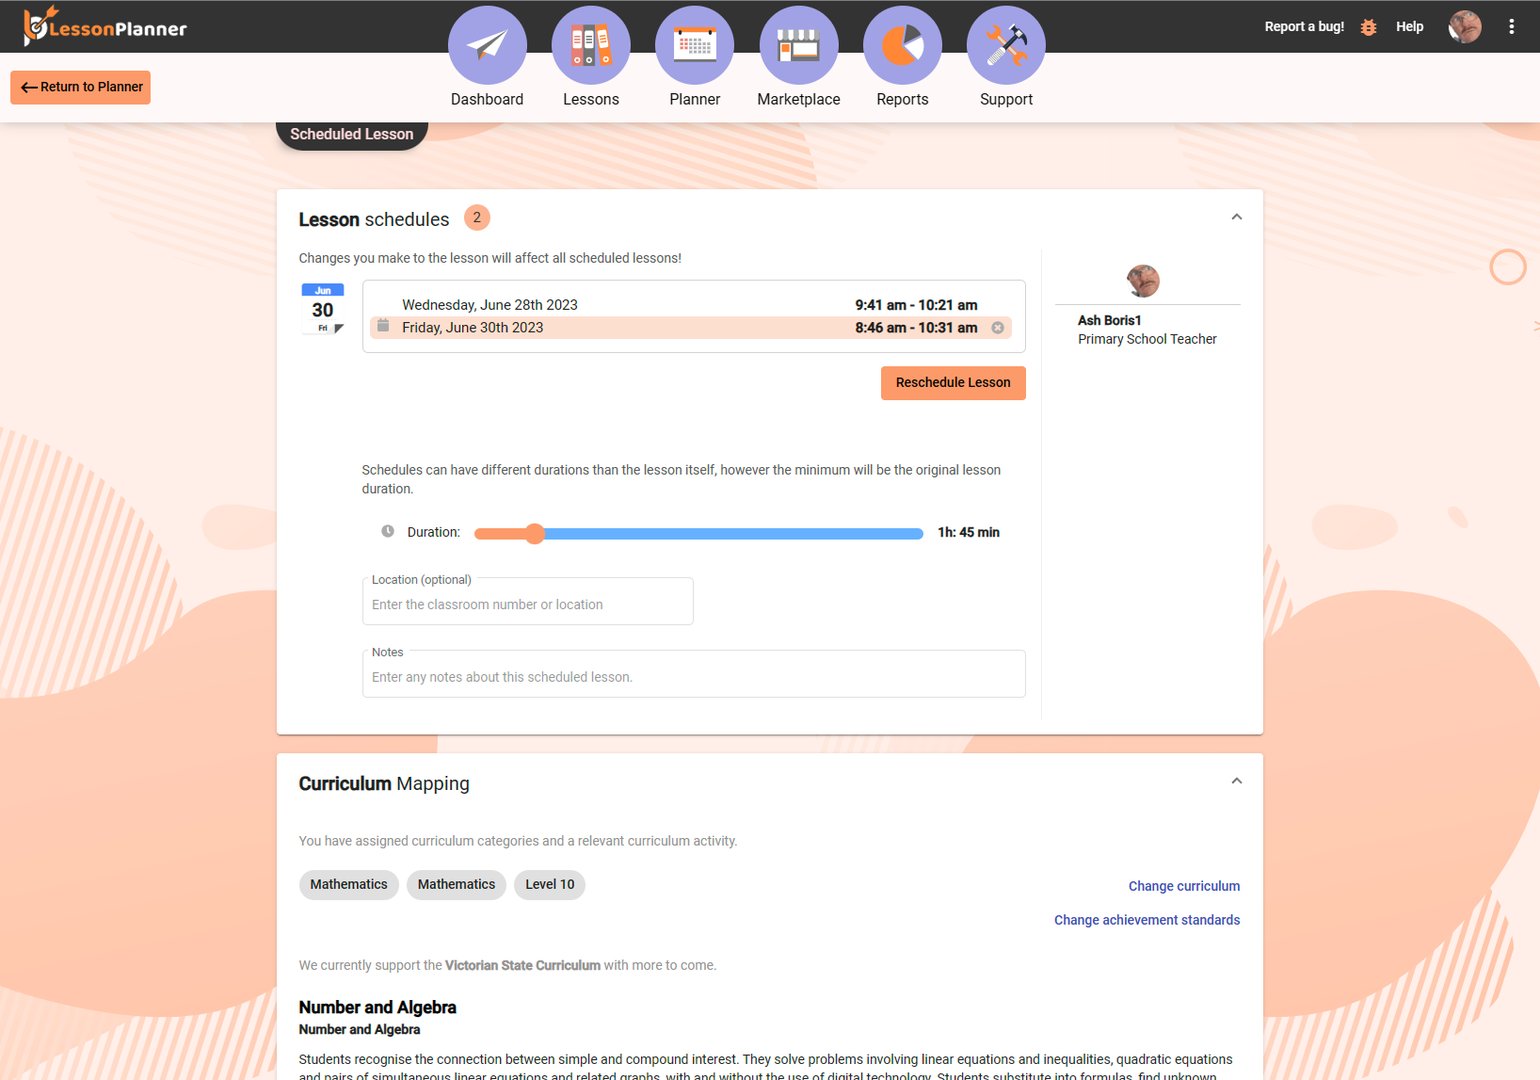 LessonPlanner
Report a bug!
Help
Return to Planner
Dashboard
Lessons
Planner
Marketplace
Reports
Support
Scheduled Lesson
Lesson schedules 2
Changes you make to the lesson will affect all scheduled lessons!
Jun
30
Fri
Wednesday, June 28th 2023 9:41 am - 10:21 am
Friday, June 30th 2023 8:46 am - 10:31 am
Ash Boris1
Primary School Teacher
Reschedule Lesson
Schedules can have different durations than the lesson itself, however the minimum will be the original lesson
duration.
Duration: 1h: 45 min
Location (optional)
Enter the classroom number or location
Notes
Enter any notes about this scheduled lesson.
Curriculum Mapping
You have assigned curriculum categories and a relevant curriculum activity.
Mathematics Mathematics Level 10
Change curriculum
Change achievement standards
We currently support the Victorian State Curriculum with more to come.
Number and Algebra
Number and Algebra
Students recognise the connection between simple and compound interest. They solve problems involving linear equations and inequalities, quadratic equations
and pairs of simultaneous linear equations and related graphs, with and without the use of digital technology. Students substitute into formulas, find unknown